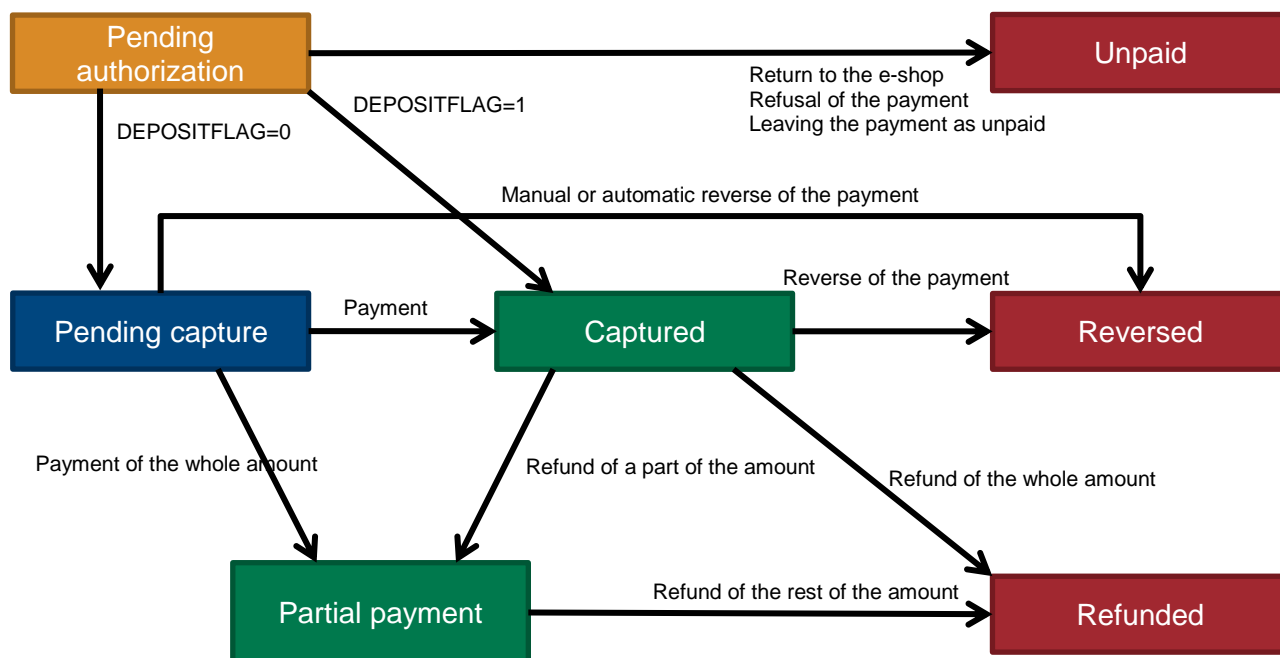 Pending
authorization
Unpaid
Return to the e-shop
Refusal of the payment
Leaving the payment as unpaid
DEPOSITFLAG=1
DEPOSITFLAG=0
Manual or automatic reverse of the payment
Reverse of the payment
Pending capture
Payment
Captured
Reversed
Payment of the whole amount
Refund of a part of the amount
Refund of the whole amount
Partial payment
Refund of the rest of the amount
Refunded